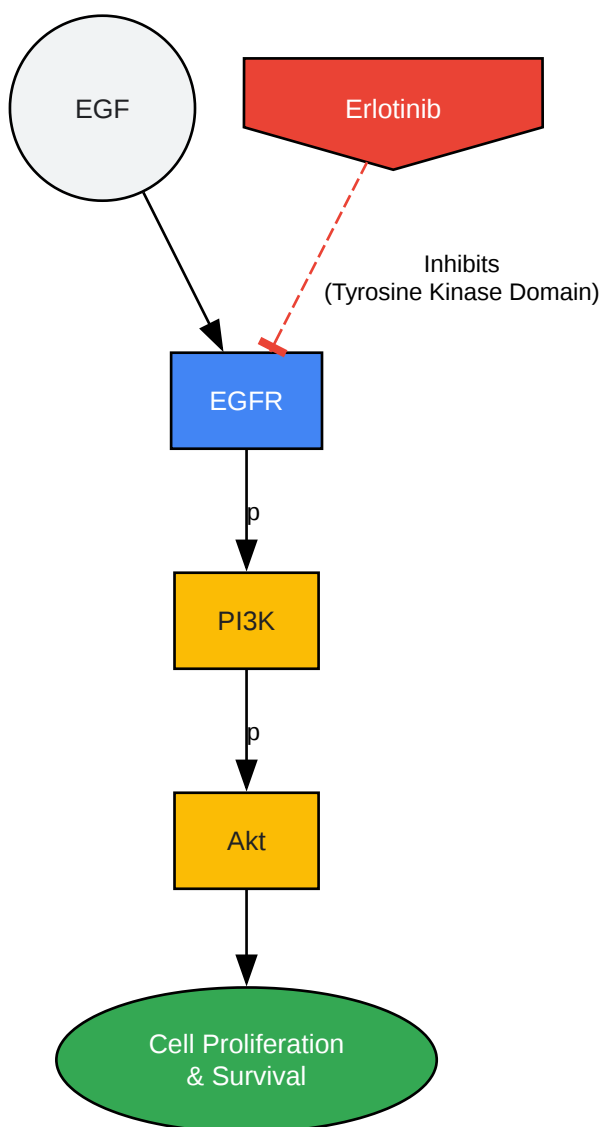 EGF
Erlotinib
Inhibits
(Tyrosine Kinase Domain)
EGFR
p
PI3K
p
Akt
Cell Proliferation
& Survival